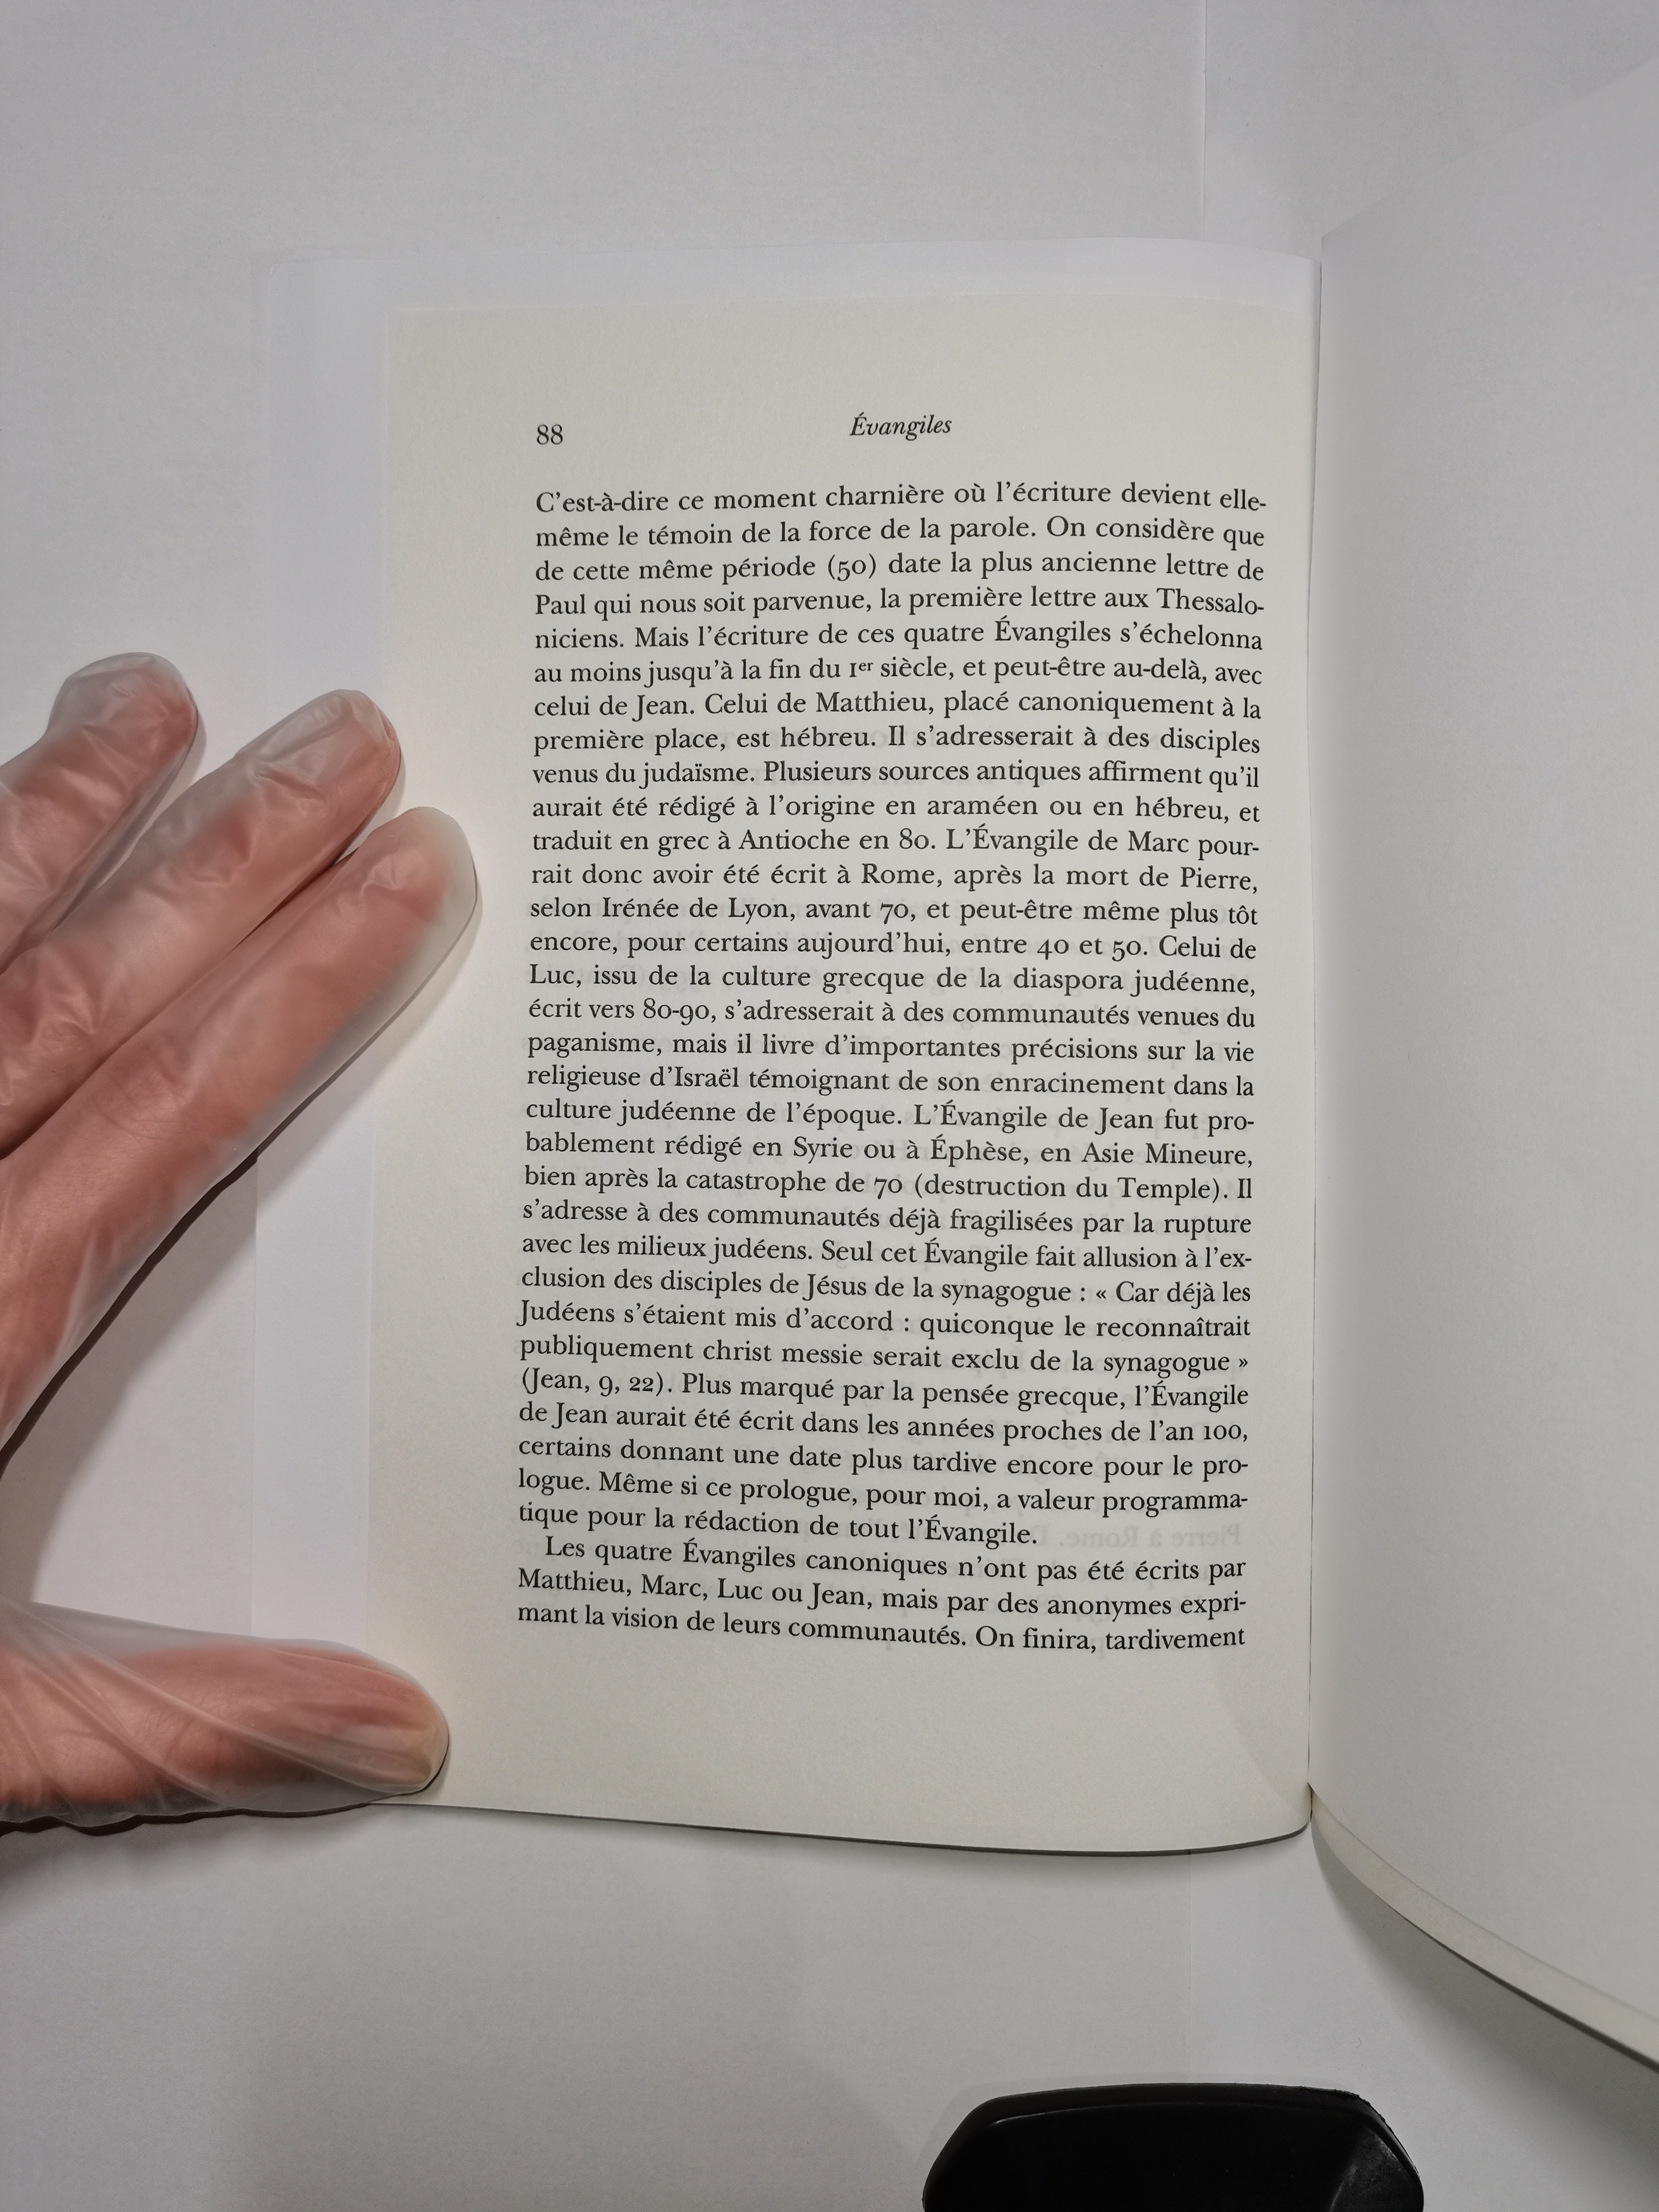 88
Évangiles
C'est-à-dire ce moment charnière où l'écriture devient elle-
même le témoin de la force de la parole. On considère que
de cette même période (50) date la plus ancienne lettre de
Paul qui nous soit parvenue, la première lettre aux Thessalo-
niciens. Mais l'écriture de ces quatre Évangiles s'échelonna
au moins jusqu'à la fin du Ier siècle, et peut-être au-delà, avec
celui de Jean. Celui de Matthieu, placé canoniquement à la
première place, est hébreu. Il s'adresserait à des disciples
venus du judaïsme. Plusieurs sources antiques affirment qu'il
aurait été rédigé à l'origine en araméen ou en hébreu, et
traduit en grec à Antioche en 80. L'Évangile de Marc pour-
rait donc avoir été écrit à Rome, après la mort de Pierre,
selon Irénée de Lyon, avant 70, et peut-être même plus tôt
encore, pour certains aujourd'hui, entre 40 et 50. Celui de
Luc, issu de la culture grecque de la diaspora judéenne,
écrit vers 80-90, s'adresserait à des communautés venues du
paganisme, mais il livre d'importantes précisions sur la vie
religieuse d'Israël témoignant de son enracinement dans la
culture judéenne de l'époque. L'Évangile de Jean fut pro-
bablement rédigé en Syrie ou à Éphèse, en Asie Mineure,
bien après la catastrophe de 70 (destruction du Temple). Il
s'adresse à des communautés déjà fragilisées par la rupture
avec les milieux judéens. Seul cet Évangile fait allusion à l'ex-
clusion des disciples de Jésus de la synagogue : « Car déjà les
Judéens s'étaient mis d'accord : quiconque le reconnaîtrait
publiquement christ messie serait exclu de la synagogue »
(Jean, 9, 22). Plus marqué par la pensée grecque, l'Évangile
de Jean aurait été écrit dans les années proches de l'an 100,
certains donnant une date plus tardive encore pour le pro-
logue. Même si ce prologue, pour moi, a valeur programma-
tique pour la rédaction de tout l'Évangile.
Les quatre Évangiles canoniques n'ont pas été écrits par
Matthieu, Marc, Luc ou Jean, mais par des anonymes expri-
mant la vision de leurs communautés. On finira, tardivement